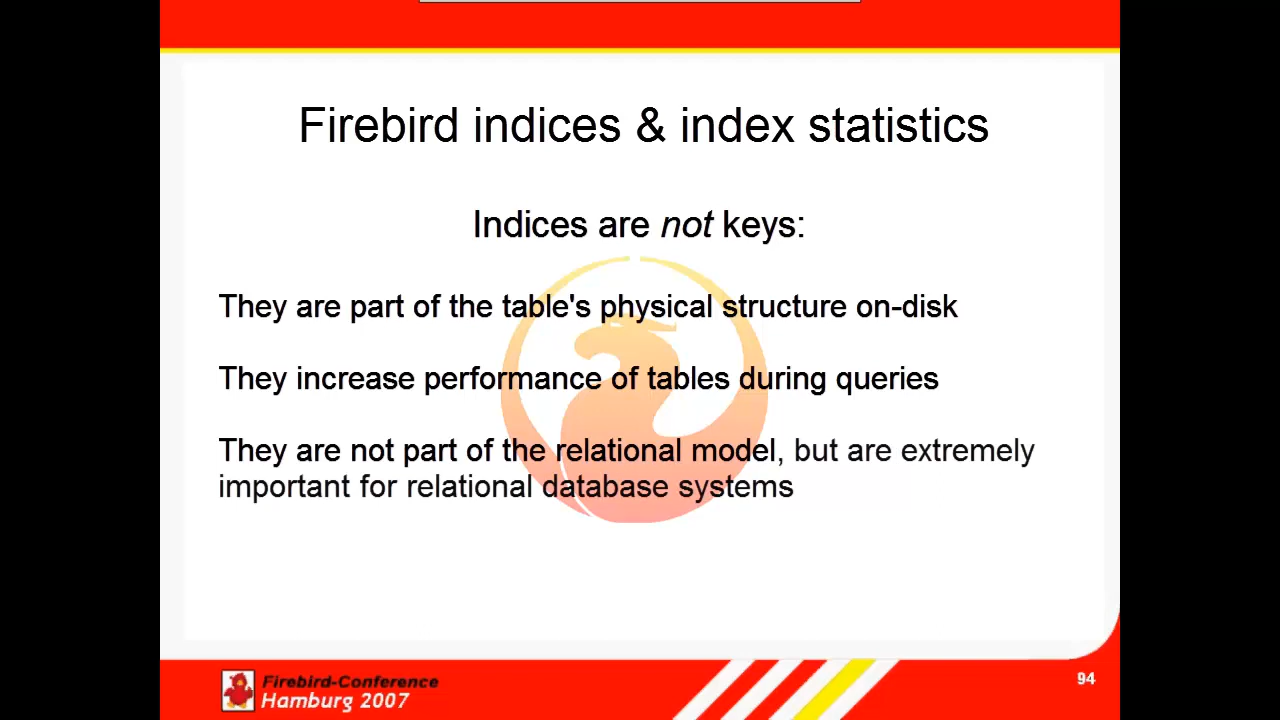 Firebird indices & index statistics
Indices are not keys:
They are part of the table's physical structure on-disk
They increase performance of tables during queries
They are not part of the relational model, but are extremely
important for relational database systems
Firebird-Conference
Hamburg 2007
94